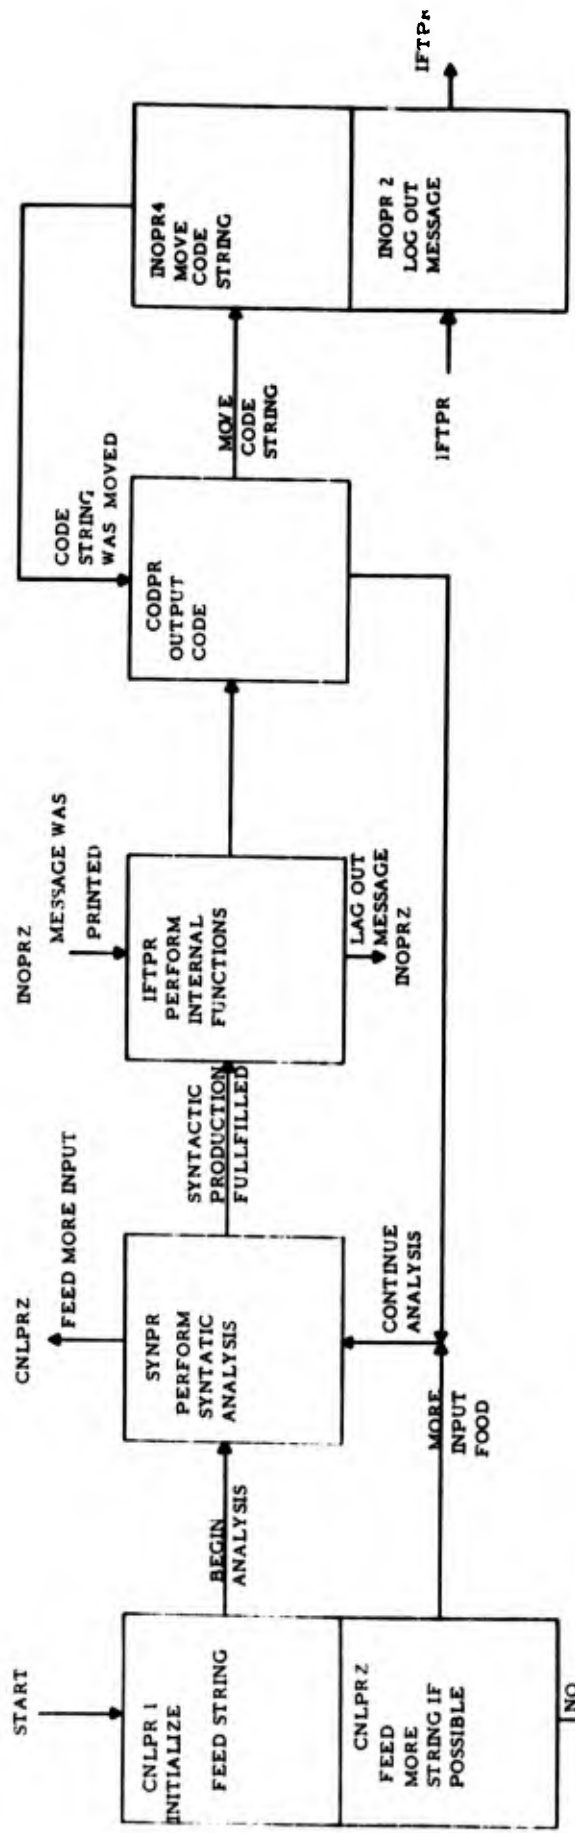 START
CNLPR 1
INITIALIZE
FEED STRING
CNLPRZ
FEED
MORE
STRING IF
POSSIBLE
NO
BEGIN
ANALYSIS
MORE
INPUT
FOOD
CNLPRZ
FEED MORE INPUT
SYNPR
PERFORM
SYNTATIC
ANALYSIS
CONTINUE
ANALYSIS
SYNTACTIC
PRODUCTION
FULLFILLED
INOPRZ
MESSAGE WAS
PRINTED
IFTPR
PERFORM
INTERNAL
FUNCTIONS
LAG OUT
MESSAGE
INOPRZ
CODPR
OUTPUT
CODE
CODE
STRING
WAS MOVED
MOVE
CODE
STRING
INOPR4
MOVE
CODE
STRING
IFTPR
INOPR 2
LOG OUT
MESSAGE
IFTPR